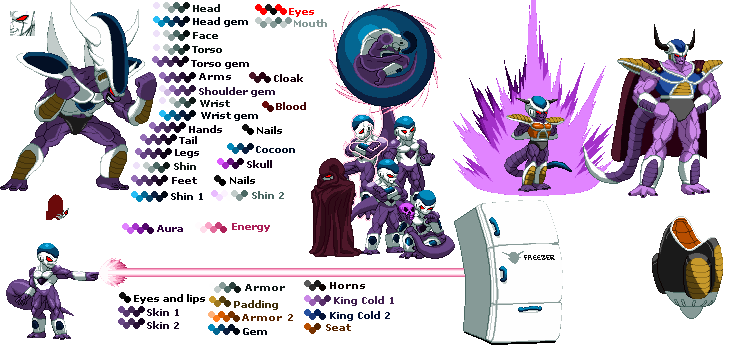 Head
Eyes
Head gem
Mouth
Face
Torso
Torso gem
Arms
Cloak
Shoulder gem
Wrist
Blood
Wrist gem
Hands
Nails
Tail
Legs
Cocoon
Shin
Skull
Feet
Nails
Shin 1
Shin 2
Aura
Energy
FREEZER
Eyes and lips
Skin 1
Skin 2
Armor
Padding
Armor 2
Gem
Horns
King Cold 1
King Cold 2
Seat